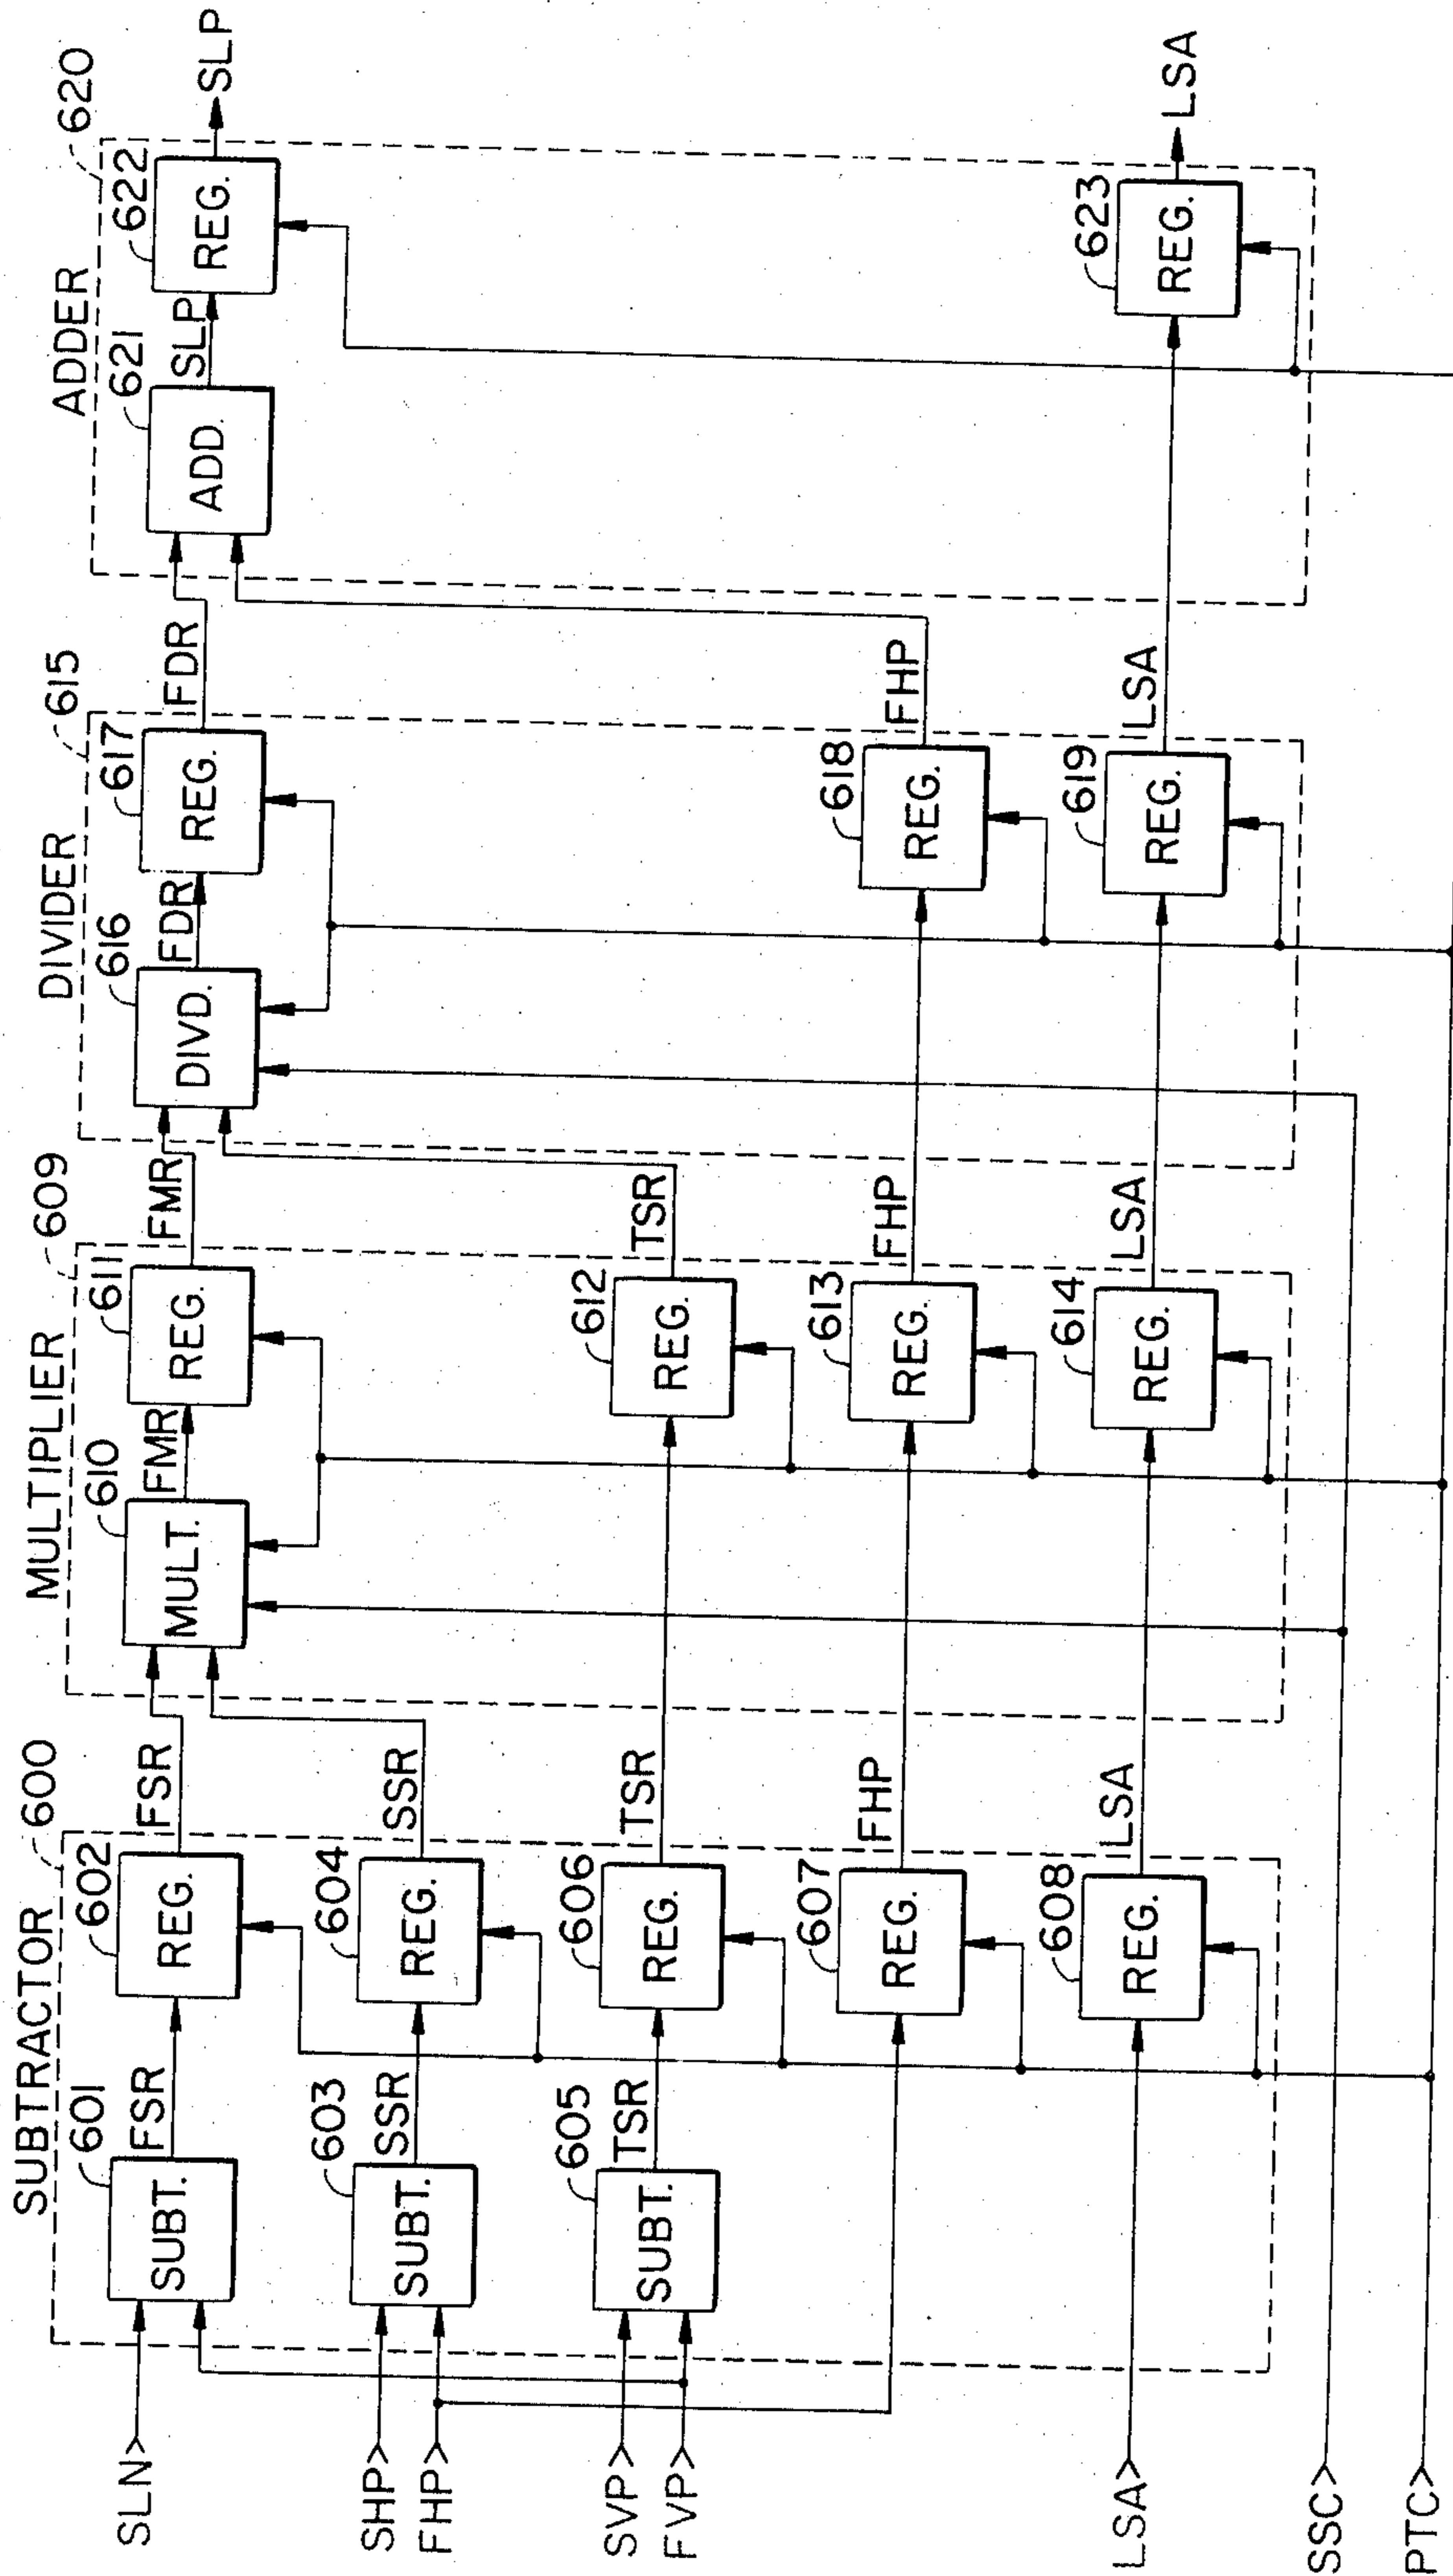 SUBTRACTOR
600
601
SUBT.
FSR
602
REG.
FSR
603
SUBT.
SSR
604
REG.
SSR
605
SUBT.
TSR
606
REG.
TSR
607
REG.
FHP
608
REG.
LSA
SLN>
SHP>
FHP>
SVP>
FVP>
LSA>
SSC>
PTC>
MULTIPLIER
609
610
MULT.
FMR
611
REG.
FMR
612
REG.
TSR
613
REG.
FHP
614
REG.
LSA
DIVIDER
615
616
DIVD.
FDR
617
REG.
FDR
618
REG.
FHP
619
REG.
LSA
ADDER
620
621
ADD.
SLP
622
REG.
SLP
623
REG.
LSA